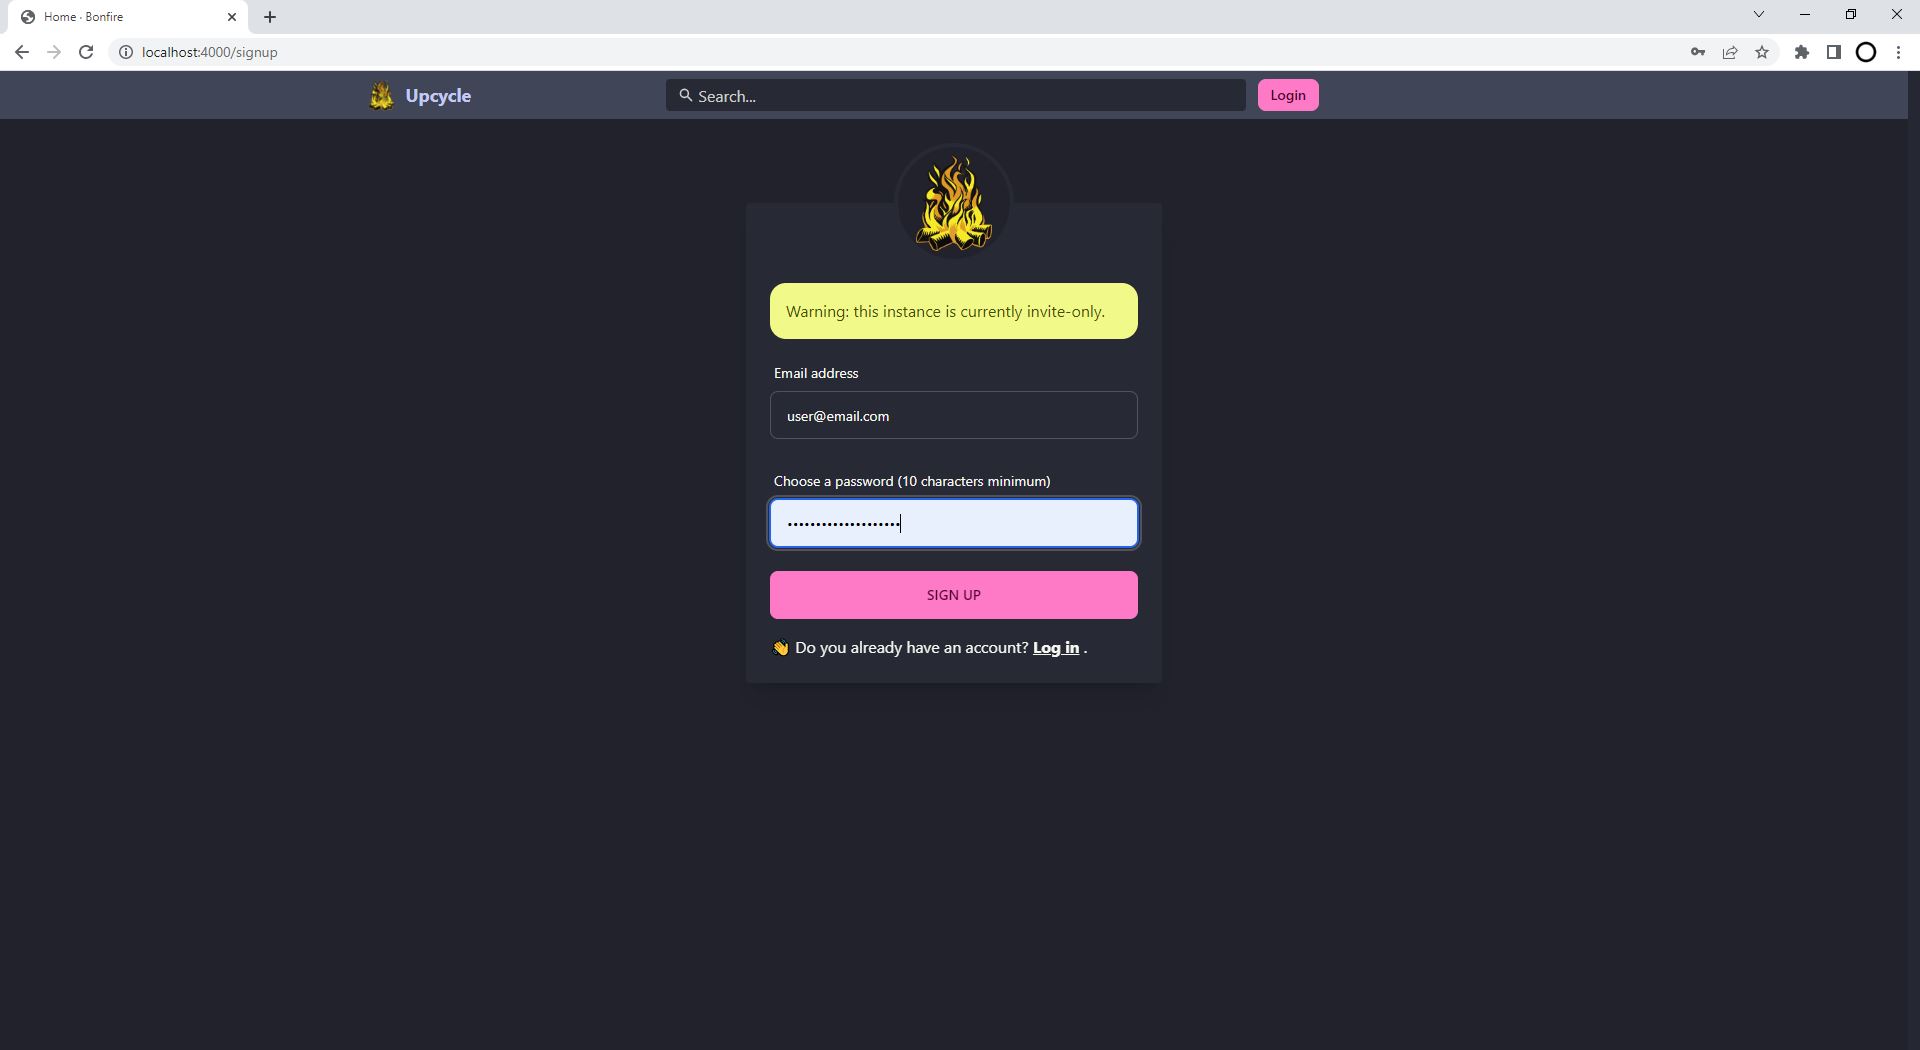 Home · Bonfire
localhost:4000/signup
Upcycle
Search...
Login
Warning: this instance is currently invite-only.
Email address
user@email.com
Choose a password (10 characters minimum)
SIGN UP
👋 Do you already have an account? Log in .